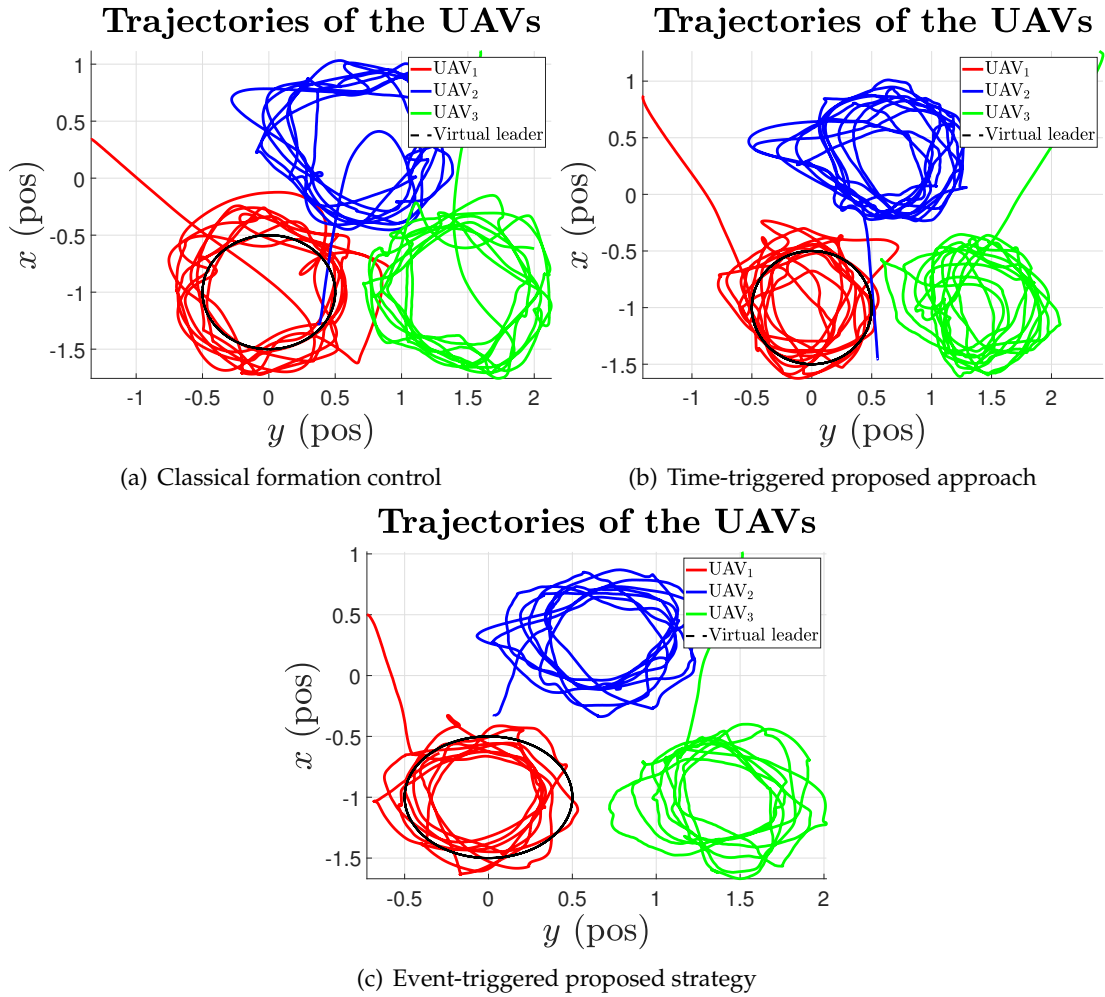 Trajectories of the UAVs
UAV₁
UAV₂
UAV₃
Virtual leader
1
0.5
0
-0.5
-1
-1.5
x (pos)
-1 -0.5 0 0.5 1 1.5 2
y (pos)
(a) Classical formation control
Trajectories of the UAVs
UAV₁
UAV₂
UAV₃
Virtual leader
1
0.5
0
-0.5
-1
-1.5
x (pos)
-1 -0.5 0 0.5 1 1.5 2
y (pos)
(b) Time-triggered proposed approach
Trajectories of the UAVs
UAV₁
UAV₂
UAV₃
Virtual leader
1
0.5
0
-0.5
-1
-1.5
x (pos)
-0.5 0 0.5 1 1.5 2
y (pos)
(c) Event-triggered proposed strategy